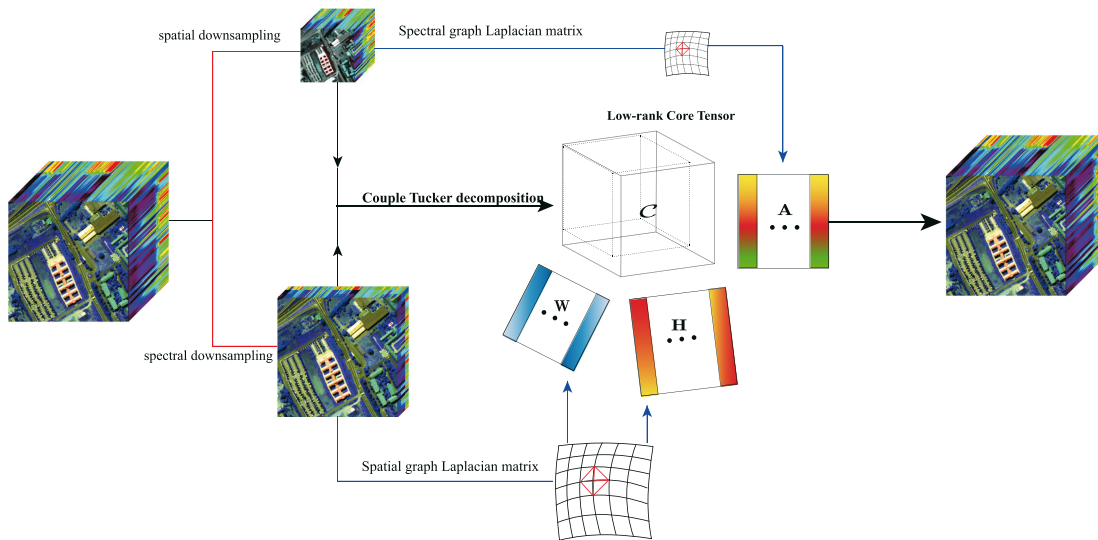 spatial downsampling
Spectral graph Laplacian matrix
Low-rank Core Tensor
Couple Tucker decomposition
C
A
W
H
spectral downsampling
Spatial graph Laplacian matrix